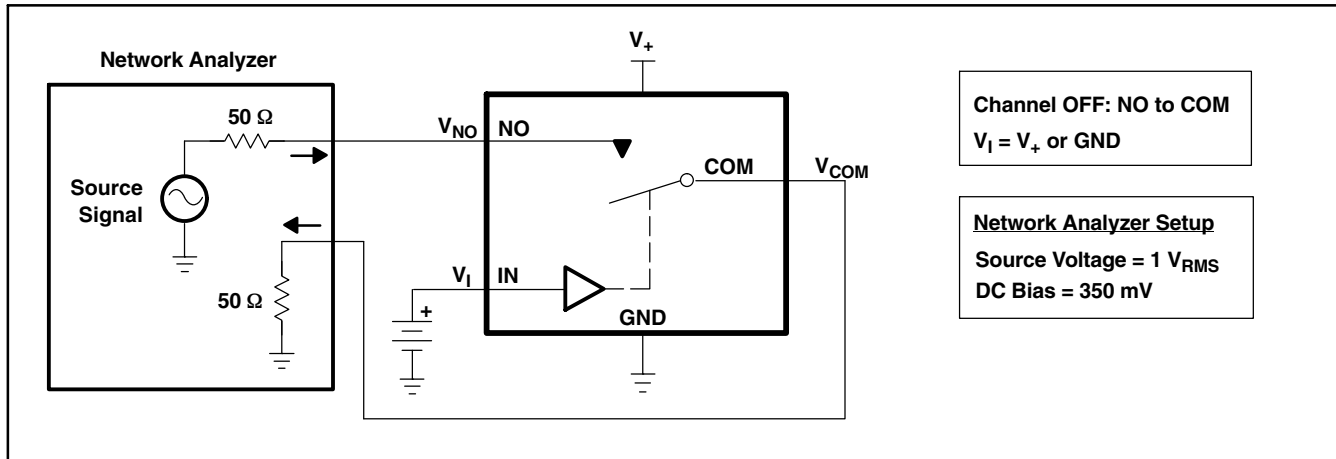 Network Analyzer
50 Ω
Source
Signal
50 Ω
V+
VNO
NO
COM
VCOM
VI
IN
+
GND
Channel OFF: NO to COM
VI = V+ or GND
Network Analyzer Setup
Source Voltage = 1 VRMS
DC Bias = 350 mV